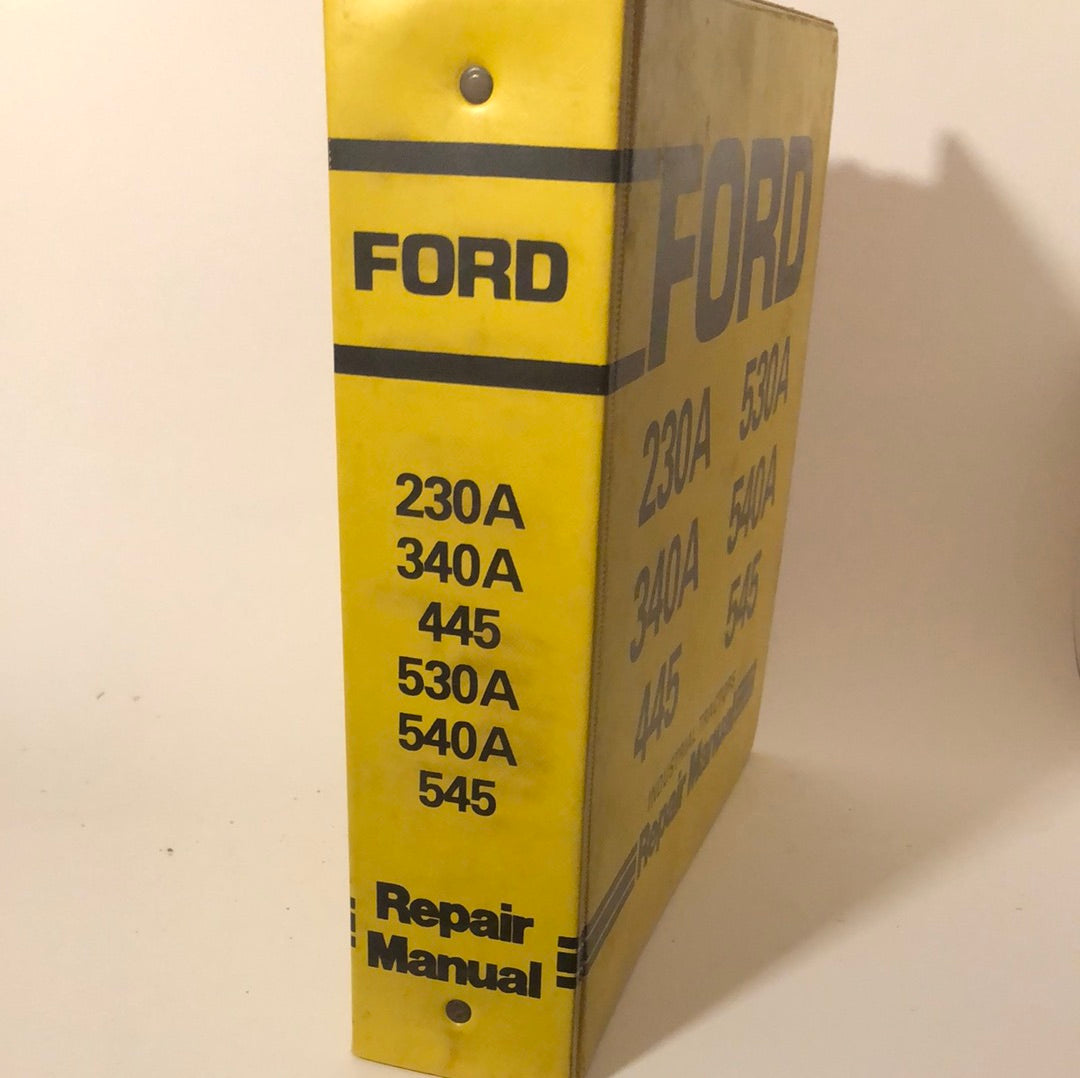 FORD
230A
340A
445
530A
540A
545
Repair
Manual
FORD
230A 530A
340A 540A
445 545
INDUSTRIAL TRACTORS
Repair Manual